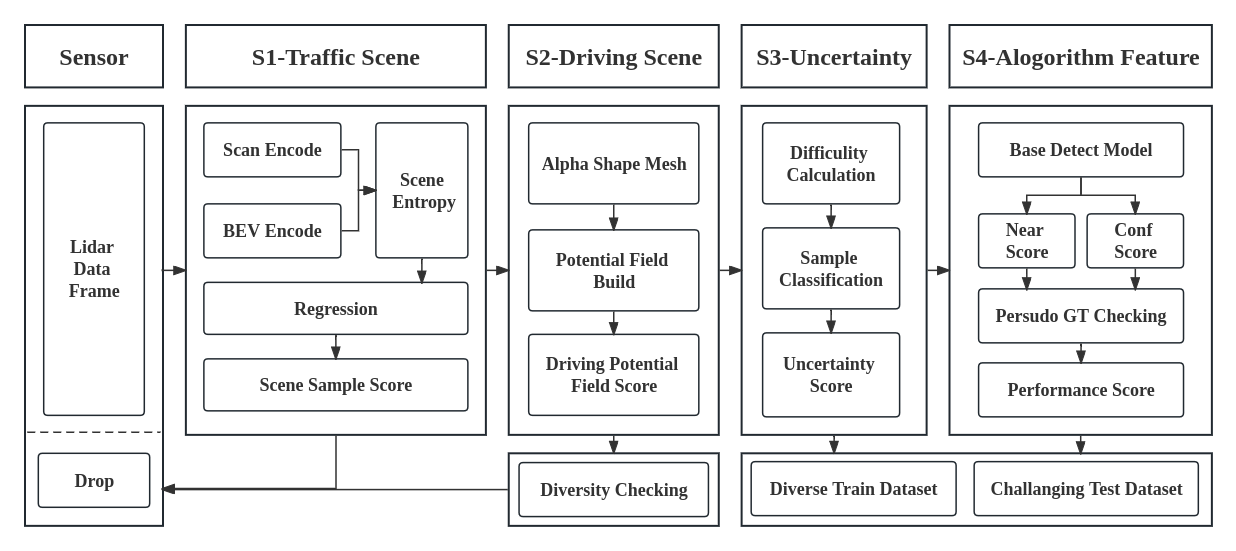 Sensor
S1-Traffic Scene
S2-Driving Scene
S3-Uncertainty
S4-Alogorithm Feature
Lidar
Data
Frame
Drop
Scan Encode
BEV Encode
Scene
Entropy
Regression
Scene Sample Score
Alpha Shape Mesh
Potential Field
Build
Driving Potential
Field Score
Diversity Checking
Difficulity
Calculation
Sample
Classification
Uncertainty
Score
Base Detect Model
Near
Score
Conf
Score
Persudo GT Checking
Performance Score
Diverse Train Dataset
Challanging Test Dataset